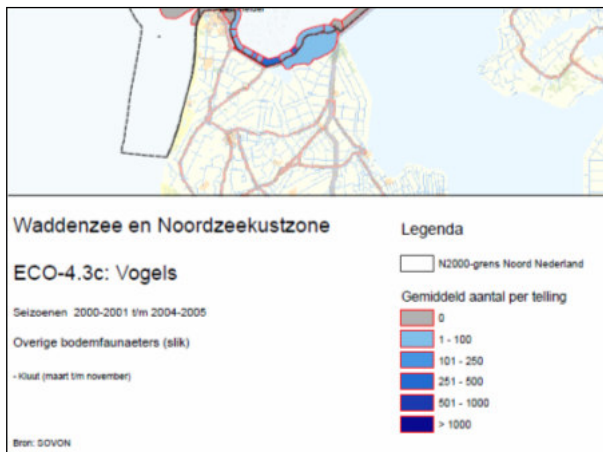 Waddenzee en Noordzeekustzone
ECO-4.3c: Vogels
Seizoenen 2000-2001 t/m 2004-2005
Overige bodemfaunaeters (slik)
- Kluut (maart t/m november)
Bron: SOVON
Legenda
N2000-grens Noord Nederland
Gemiddeld aantal per telling
0
1 - 100
101 - 250
251 - 500
501 - 1000
> 1000